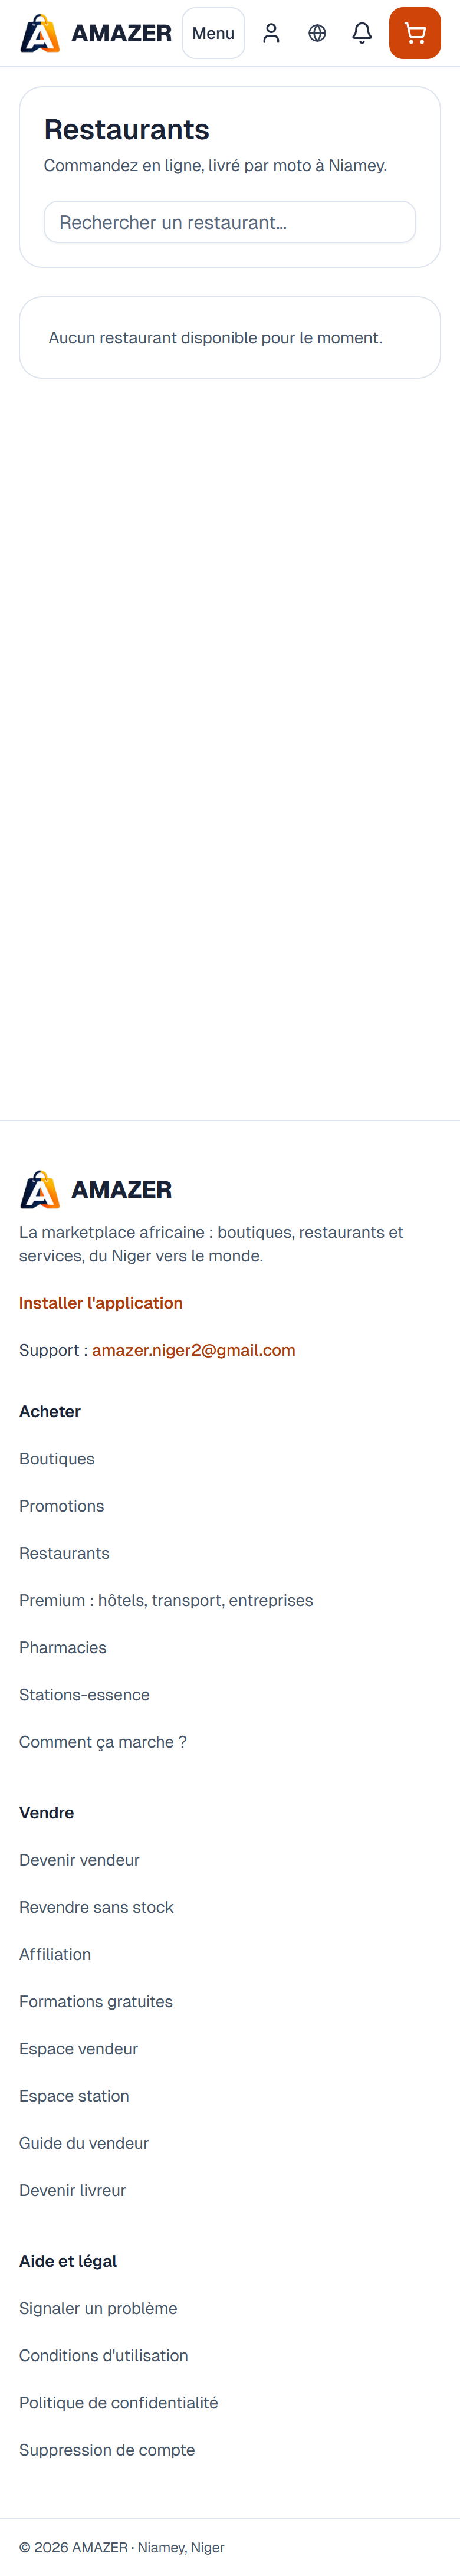 AMAZER
Menu
Restaurants
Commandez en ligne, livré par moto à Niamey.
Rechercher un restaurant...
Aucun restaurant disponible pour le moment.
AMAZER
La marketplace africaine : boutiques, restaurants et
services, du Niger vers le monde.
Installer l'application
Support : amazer.niger2@gmail.com
Acheter
Boutiques
Promotions
Restaurants
Premium : hôtels, transport, entreprises
Pharmacies
Stations-essence
Comment ça marche ?
Vendre
Devenir vendeur
Revendre sans stock
Affiliation
Formations gratuites
Espace vendeur
Espace station
Guide du vendeur
Devenir livreur
Aide et légal
Signaler un problème
Conditions d'utilisation
Politique de confidentialité
Suppression de compte
© 2026 AMAZER · Niamey, Niger